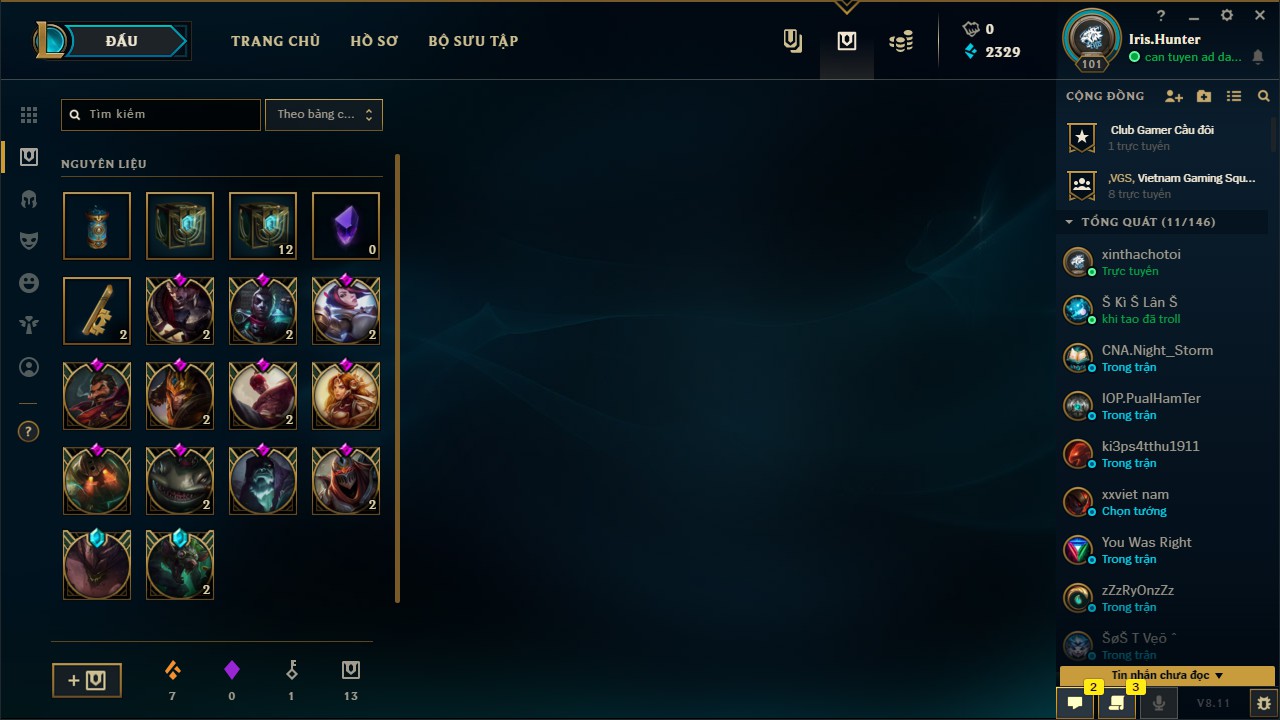 ĐẤU
TRANG CHỦ
HỒ SƠ
BỘ SƯU TẬP
0
2329
?
101
Iris.Hunter
can tuyen ad da...
Tìm kiếm
Theo bảng c...
NGUYÊN LIỆU
12
0
2
2
2
2
2
2
2
2
2
?
7
0
1
13
CỘNG ĐỒNG
Club Gamer Cầu đôi
1 trực tuyến
,VGS, Vietnam Gaming Squ...
8 trực tuyến
TỔNG QUÁT (11/146)
xinthachotoi
Trực tuyến
Š Kì Š Lân Š
khi tao đã troll
CNA.Night_Storm
Trong trận
IOP.PualHamTer
Trong trận
ki3ps4tthu1911
Trong trận
xxviet nam
Chọn tướng
You Was Right
Trong trận
zZzRyOnzZz
Trong trận
Trong trận
Tin nhắn chưa đọc
2
3
V8.11